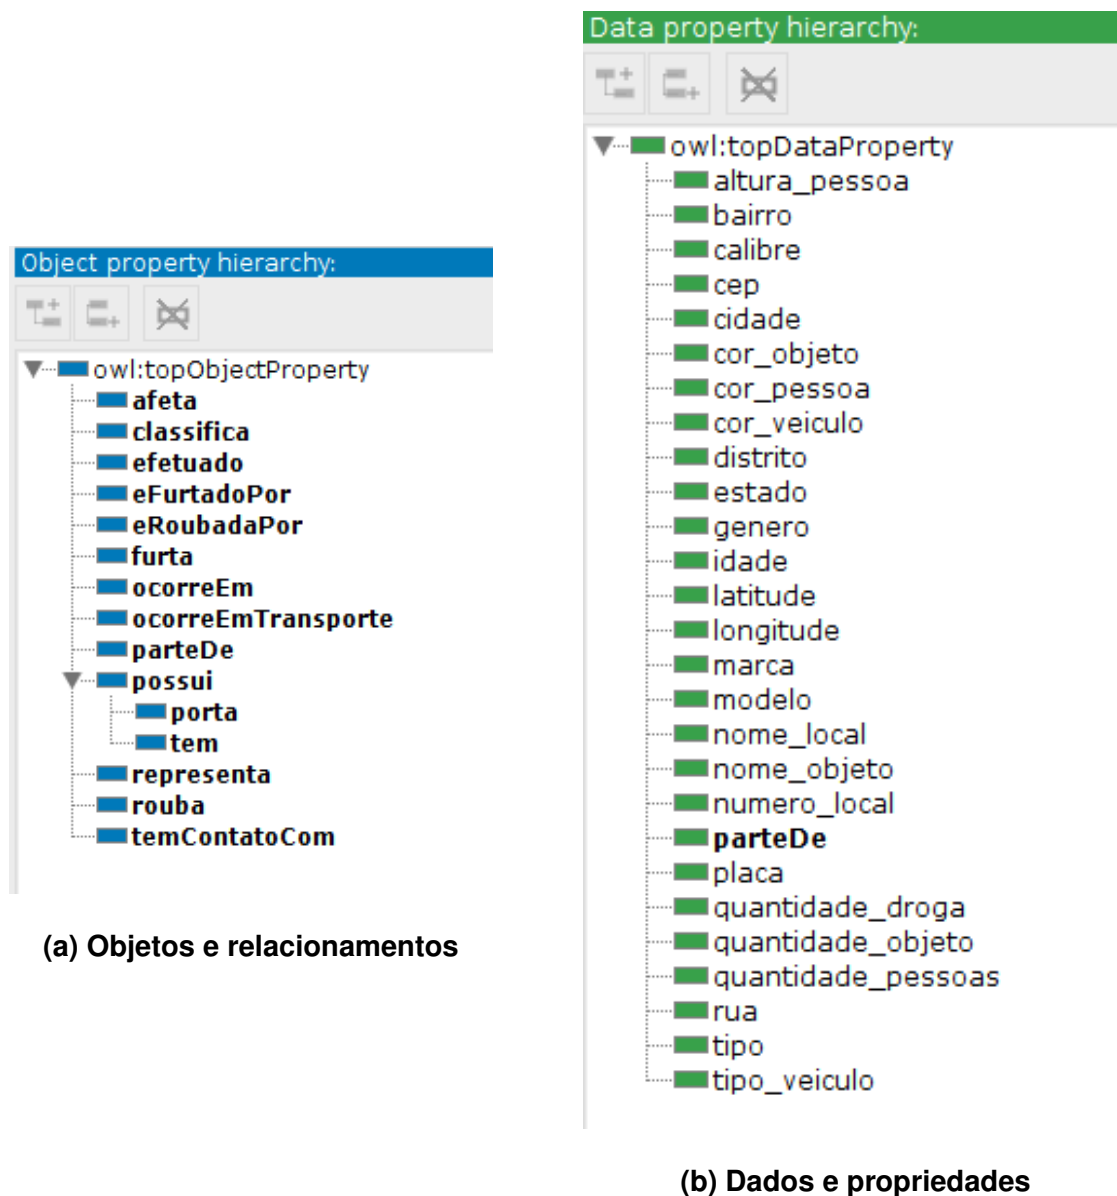 Object property hierarchy:
owl:topObjectProperty
afeta
classifica
efetuado
eFurtadoPor
eRoubadaPor
furta
ocorreEm
ocorreEmTransporte
parteDe
possui
porta
tem
representa
rouba
temContatoCom
(a) Objetos e relacionamentos
Data property hierarchy:
owl:topDataProperty
altura_pessoa
bairro
calibre
cep
cidade
cor_objeto
cor_pessoa
cor_veiculo
distrito
estado
genero
idade
latitude
longitude
marca
modelo
nome_local
nome_objeto
numero_local
parteDe
placa
quantidade_droga
quantidade_objeto
quantidade_pessoas
rua
tipo
tipo_veiculo
(b) Dados e propriedades